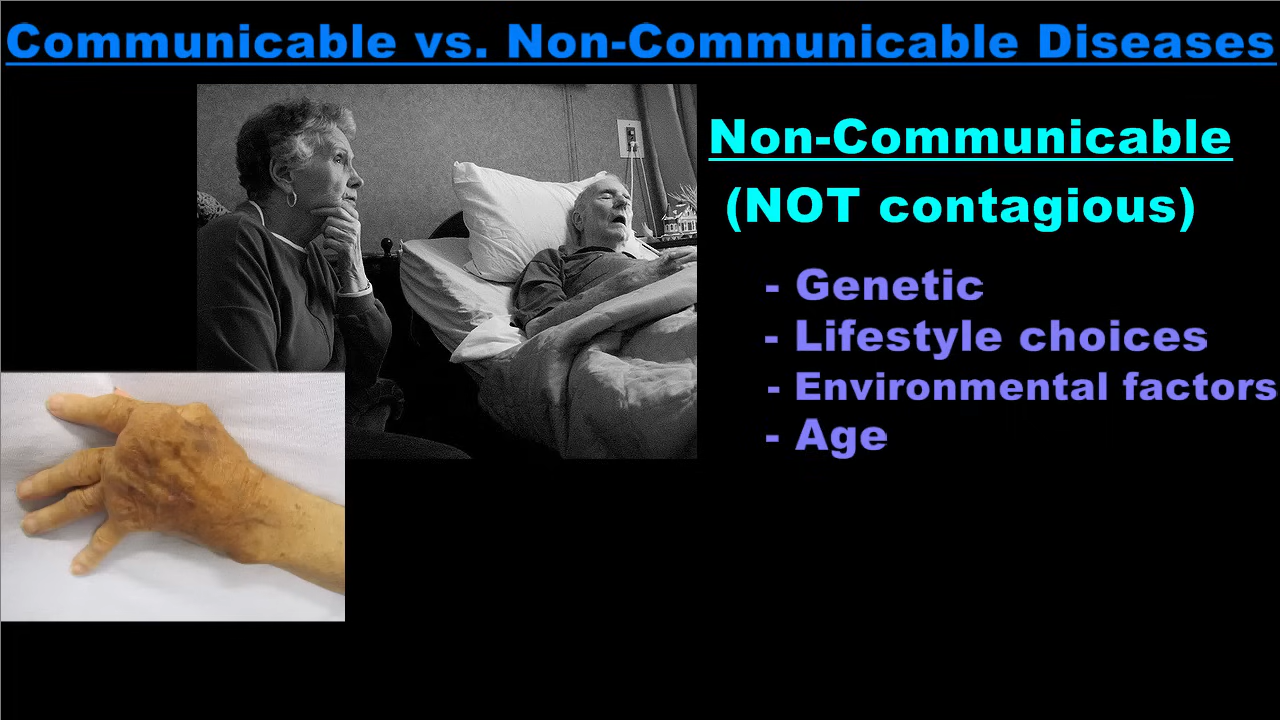 Communicable vs. Non-Communicable Diseases
Non-Communicable
(NOT contagious)
- Genetic
- Lifestyle choices
- Environmental factors
- Age